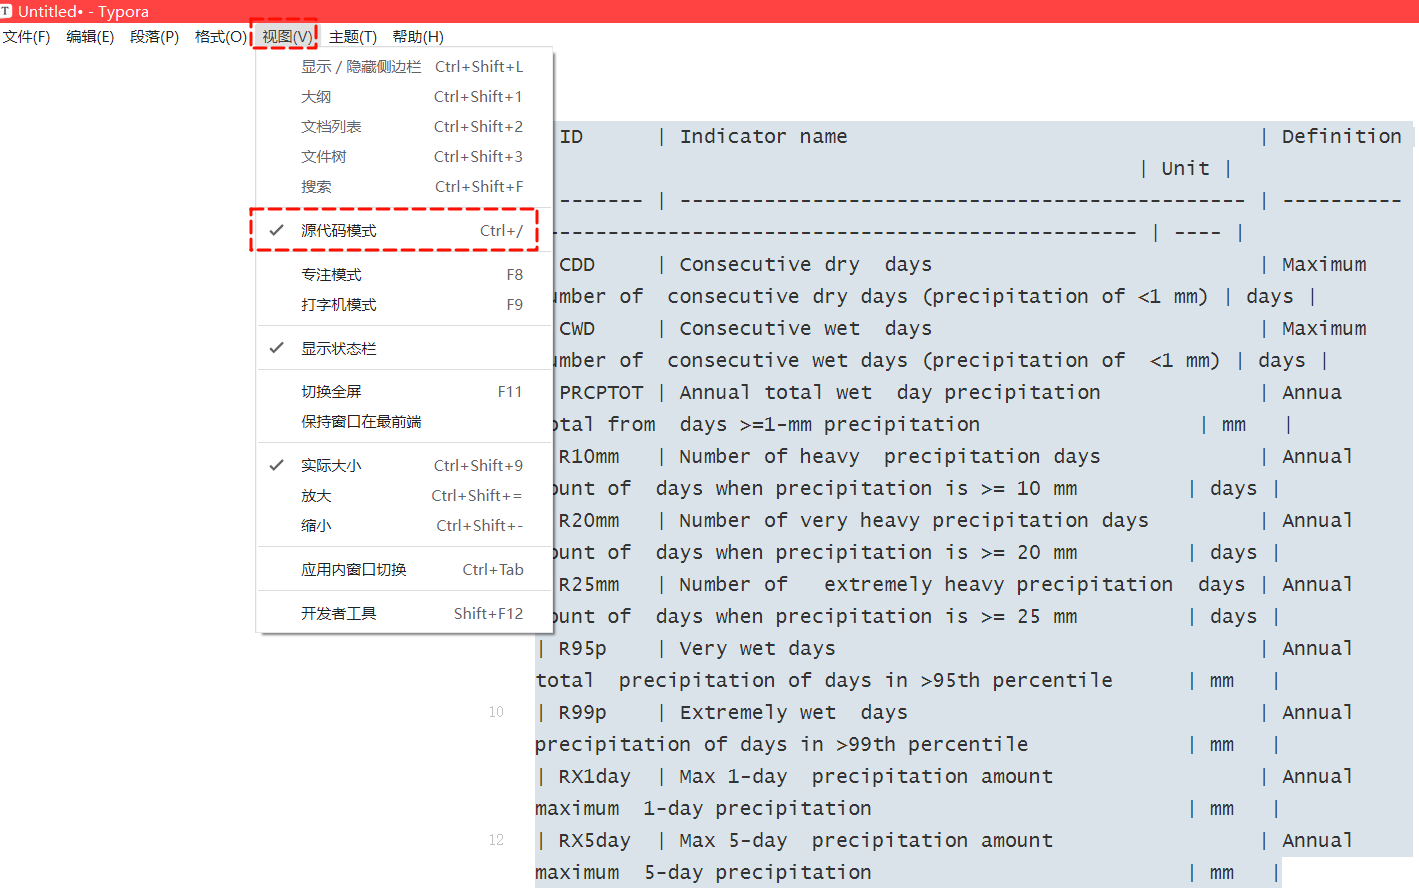 Untitled• - Typora
文件(F) 编辑(E) 段落(P) 格式(O) 视图(V) 主题(T) 帮助(H)
显示 / 隐藏侧边栏 Ctrl+Shift+L
大纲 Ctrl+Shift+1
文档列表 Ctrl+Shift+2
文件树 Ctrl+Shift+3
搜索 Ctrl+Shift+F
源代码模式 Ctrl+/
专注模式 F8
打字机模式 F9
显示状态栏
切换全屏 F11
保持窗口在最前端
实际大小 Ctrl+Shift+9
放大 Ctrl+Shift+=
缩小 Ctrl+Shift+-
应用内窗口切换 Ctrl+Tab
开发者工具 Shift+F12
ID | Indicator name | Definition
| Unit |
------- | ----------------------------------------------- | ----------
------------------------------------------------- | ---- |
CDD | Consecutive dry days | Maximum
umber of consecutive dry days (precipitation of <1 mm) | days |
CWD | Consecutive wet days | Maximum
umber of consecutive wet days (precipitation of <1 mm) | days |
PRCPTOT | Annual total wet day precipitation | Annua
otal from days >=1-mm precipitation | mm |
R10mm | Number of heavy precipitation days | Annual
ount of days when precipitation is >= 10 mm | days |
R20mm | Number of very heavy precipitation days | Annual
ount of days when precipitation is >= 20 mm | days |
R25mm | Number of extremely heavy precipitation days | Annual
ount of days when precipitation is >= 25 mm | days |
| R95p | Very wet days | Annual
total precipitation of days in >95th percentile | mm |
10 | R99p | Extremely wet days | Annual
precipitation of days in >99th percentile | mm |
| RX1day | Max 1-day precipitation amount | Annual
maximum 1-day precipitation | mm |
12 | RX5day | Max 5-day precipitation amount | Annual
maximum 5-day precipitation | mm |